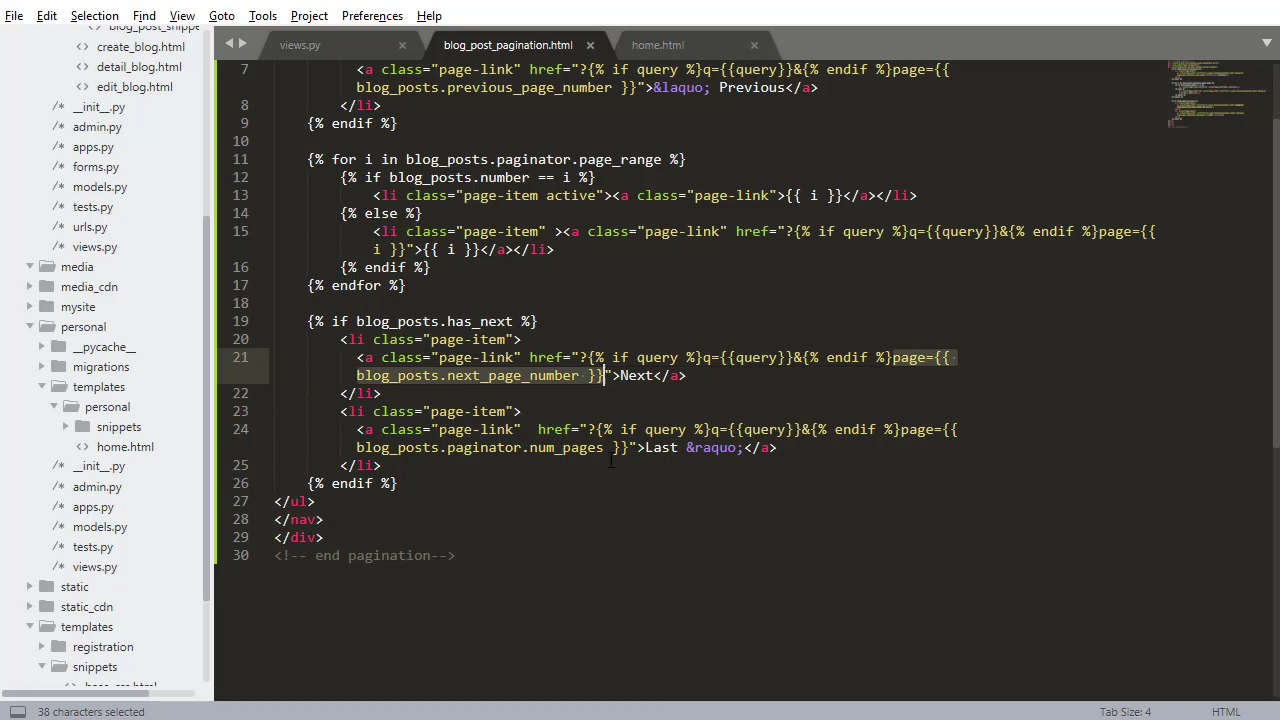 File Edit Selection Find View Goto Tools Project Preferences Help
views.py × blog_post_pagination.html × home.html ×
create_blog.html
detail_blog.html
edit_blog.html
__init__.py
admin.py
apps.py
forms.py
models.py
tests.py
urls.py
views.py
media
media_cdn
mysite
personal
__pycache__
migrations
templates
personal
snippets
home.html
__init__.py
admin.py
apps.py
models.py
tests.py
views.py
static
static_cdn
templates
registration
snippets
7 <a class="page-link" href="?{% if query %}q={{query}}&{% endif %}page={{
blog_posts.previous_page_number }}">&laquo; Previous</a>
8 </li>
9 {% endif %}
10
11 {% for i in blog_posts.paginator.page_range %}
12 {% if blog_posts.number == i %}
13 <li class="page-item active"><a class="page-link">{{ i }}</a></li>
14 {% else %}
15 <li class="page-item" ><a class="page-link" href="?{% if query %}q={{query}}&{% endif %}page={{
i }}">{{ i }}</a></li>
16 {% endif %}
17 {% endfor %}
18
19 {% if blog_posts.has_next %}
20 <li class="page-item">
21 <a class="page-link" href="?{% if query %}q={{query}}&{% endif %}page={{
blog_posts.next_page_number }}">Next</a>
22 </li>
23 <li class="page-item">
24 <a class="page-link"  href="?{% if query %}q={{query}}&{% endif %}page={{
blog_posts.paginator.num_pages }}">Last &raquo;</a>
25 </li>
26 {% endif %}
27 </ul>
28 </nav>
29 </div>
30 <!-- end pagination-->
38 characters selected Tab Size: 4 HTML